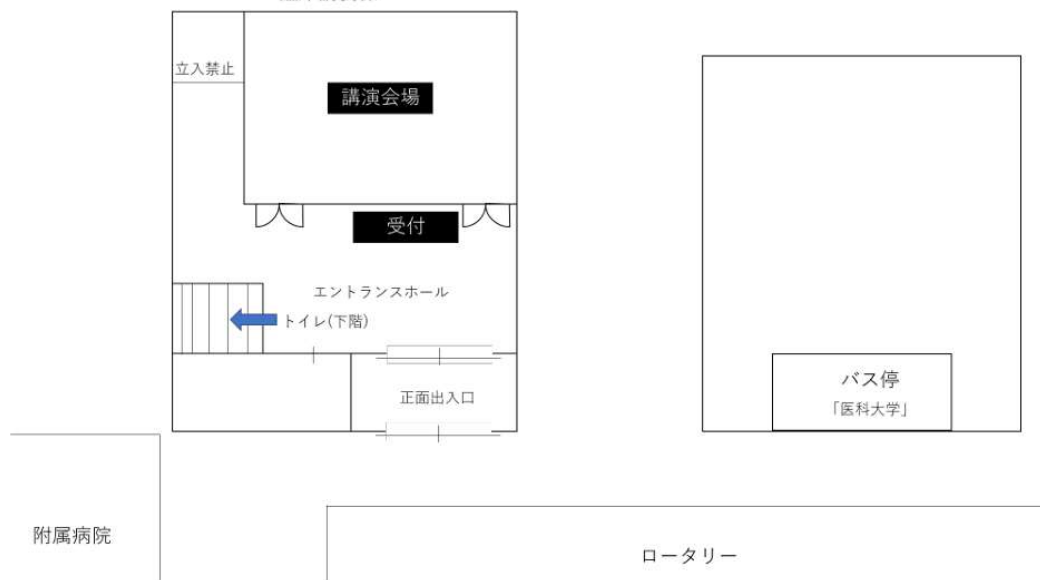 立入禁止
講演会場
受付
エントランスホール
トイレ(下階)
正面出入口
バス停
「医科大学」
附属病院
ロータリー